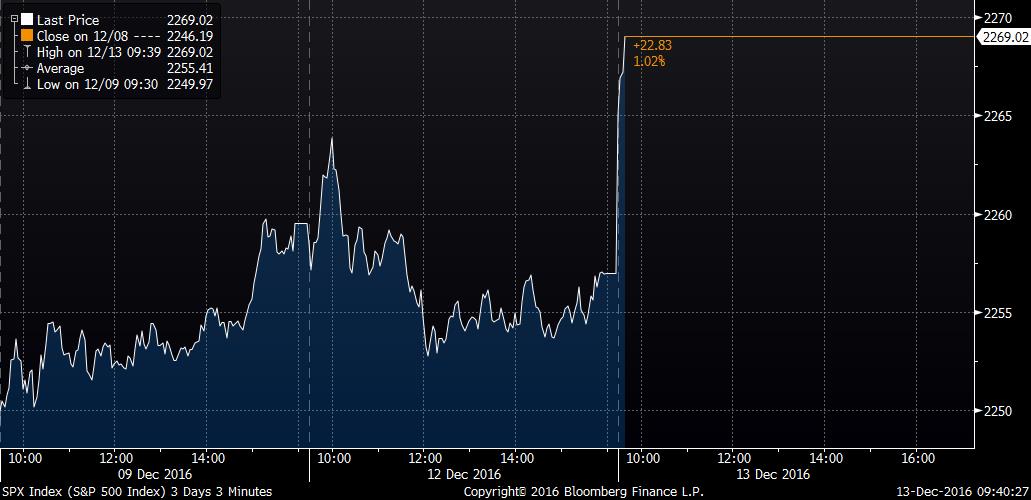 Last Price 2269.02
Close on 12/08 ---- 2246.19
High on 12/13 09:39 2269.02
Average 2255.41
Low on 12/09 09:30 2249.97
+22.83
1.02%
2270
2269.02
2265
2260
2255
2250
10:00 12:00 14:00 10:00 12:00 14:00 10:00 12:00 14:00 16:00
09 Dec 2016 12 Dec 2016 13 Dec 2016
SPX Index (S&P 500 Index) 3 Days 3 Minutes Copyright© 2016 Bloomberg Finance L.P. 13-Dec-2016 09:40:27